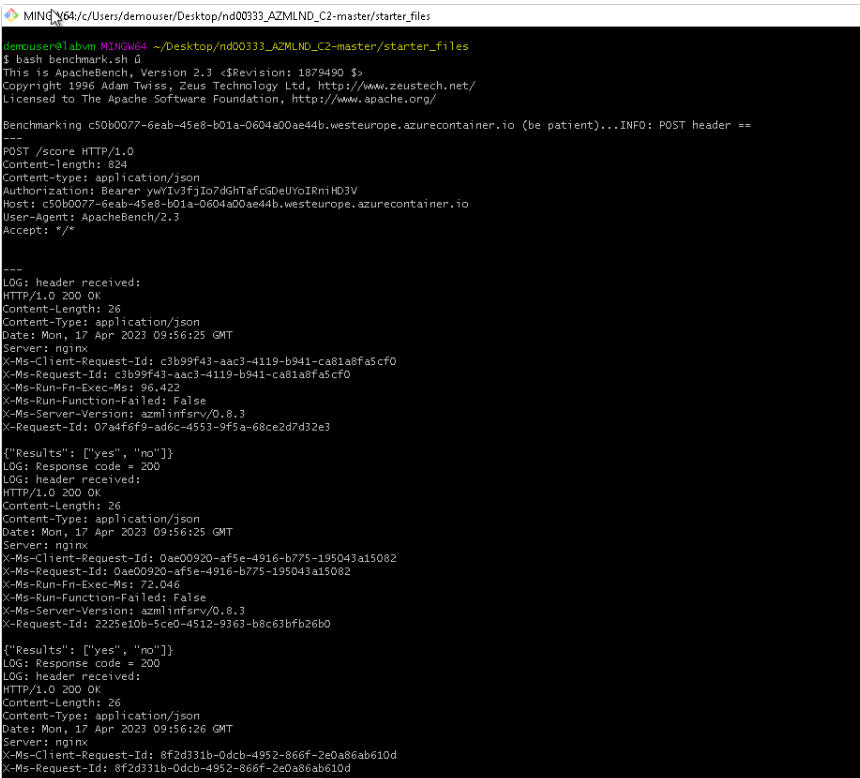 MINGW64:/c/Users/demouser/Desktop/nd00333_AZMLND_C2-master/starter_files
demouser@labvm MINGW64 ~/Desktop/nd00333_AZMLND_C2-master/starter_files
$ bash benchmark.sh û
This is ApacheBench, Version 2.3 <$Revision: 1879490 $>
Copyright 1996 Adam Twiss, Zeus Technology Ltd, http://www.zeustech.net/
Licensed to The Apache Software Foundation, http://www.apache.org/
Benchmarking c50b0077-6eab-45e8-b01a-0604a00ae44b.westeurope.azurecontainer.io (be patient)...INFO: POST header ==
---
POST /score HTTP/1.0
Content-length: 824
Content-type: application/json
Authorization: Bearer ywYIv3fjIo7dGhTafcGDeUYoIRniHD3V
Host: c50b0077-6eab-45e8-b01a-0604a00ae44b.westeurope.azurecontainer.io
User-Agent: ApacheBench/2.3
Accept: */*
---
LOG: header received:
HTTP/1.0 200 OK
Content-Length: 26
Content-Type: application/json
Date: Mon, 17 Apr 2023 09:56:25 GMT
Server: nginx
X-Ms-Client-Request-Id: c3b99f43-aac3-4119-b941-ca81a8fa5cf0
X-Ms-Request-Id: c3b99f43-aac3-4119-b941-ca81a8fa5cf0
X-Ms-Run-Fn-Exec-Ms: 96.422
X-Ms-Run-Function-Failed: False
X-Ms-Server-Version: azmlinfsrv/0.8.3
X-Request-Id: 07a4f6f9-ad6c-4553-9f5a-68ce2d7d32e3
{"Results": ["yes", "no"]}
LOG: Response code = 200
LOG: header received:
HTTP/1.0 200 OK
Content-Length: 26
Content-Type: application/json
Date: Mon, 17 Apr 2023 09:56:25 GMT
Server: nginx
X-Ms-Client-Request-Id: 0ae00920-af5e-4916-b775-195043a15082
X-Ms-Request-Id: 0ae00920-af5e-4916-b775-195043a15082
X-Ms-Run-Fn-Exec-Ms: 72.046
X-Ms-Run-Function-Failed: False
X-Ms-Server-Version: azmlinfsrv/0.8.3
X-Request-Id: 2225e10b-5ce0-4512-9363-b8c63bfb26b0
{"Results": ["yes", "no"]}
LOG: Response code = 200
LOG: header received:
HTTP/1.0 200 OK
Content-Length: 26
Content-Type: application/json
Date: Mon, 17 Apr 2023 09:56:26 GMT
Server: nginx
X-Ms-Client-Request-Id: 8f2d331b-0dcb-4952-866f-2e0a86ab610d
X-Ms-Request-Id: 8f2d331b-0dcb-4952-866f-2e0a86ab610d